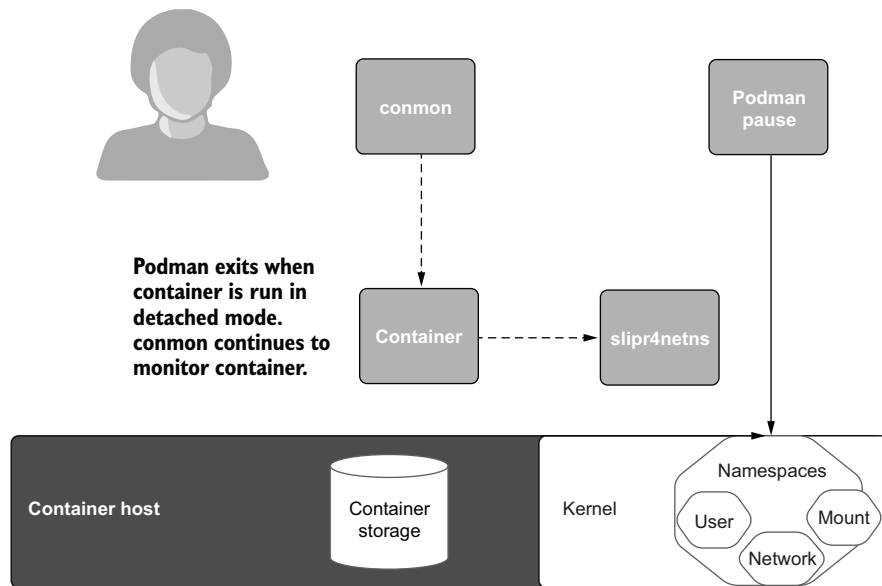 conmon
Podman
pause
Podman exits when
container is run in
detached mode.
conmon continues to
monitor container.
Container
slipr4netns
Container host
Container
storage
Kernel
Namespaces
User
Mount
Network